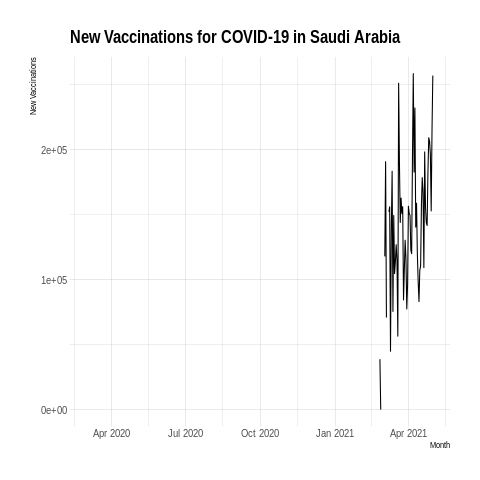 New Vaccinations for COVID-19 in Saudi Arabia
New Vaccinations
2e+05
1e+05
0e+00
Apr 2020 Jul 2020 Oct 2020 Jan 2021 Apr 2021
Month